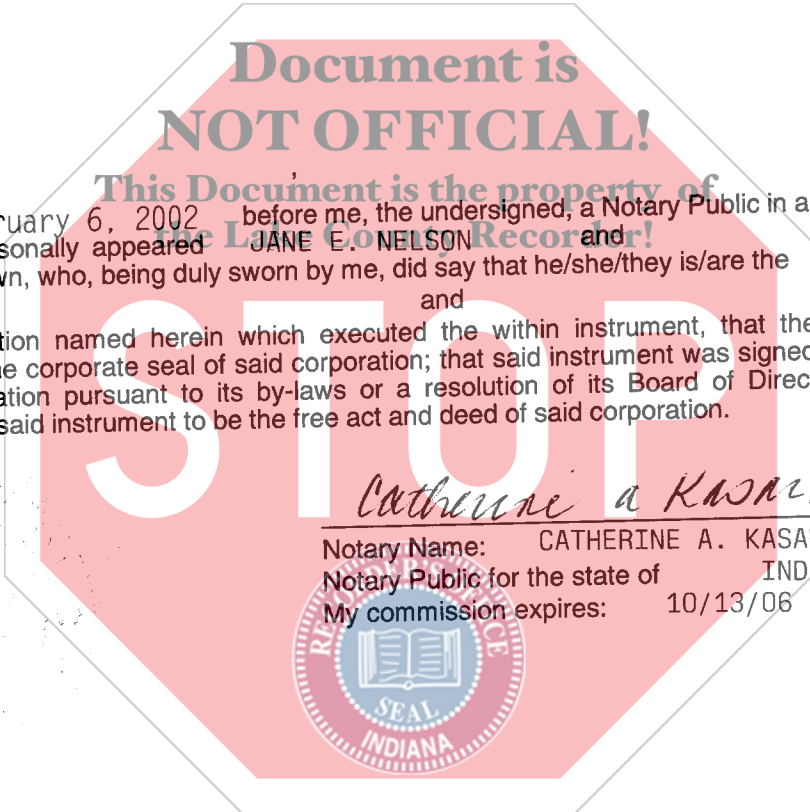 Document is
NOT OFFICIAL!
This Document is the property of
the Lake County Recorder!
ruary 6, 2002 before me, the undersigned, a Notary Public in a
sonally appeared JANE E. NELSON and
vn, who, being duly sworn by me, did say that he/she/they is/are the
and
tion named herein which executed the within instrument, that the
e corporate seal of said corporation; that said instrument was signed
ation pursuant to its by-laws or a resolution of its Board of Direc
said instrument to be the free act and deed of said corporation.
STOP
Catherine a Kasa
Notary Name: CATHERINE A. KASA
Notary Public for the state of IND
My commission expires: 10/13/06
RECORDER'S OFFICE
SEAL
INDIANA